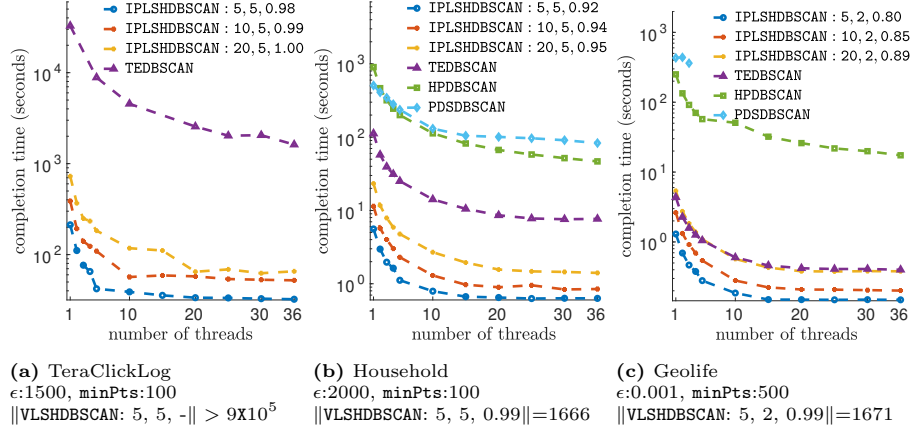 IPLSHDBSCAN : 5, 5, 0.98
IPLSHDBSCAN : 10, 5, 0.99
IPLSHDBSCAN : 20, 5, 1.00
TEDBSCAN
completion time (seconds)
10^4
10^3
10^2
1 10 20 30 36
number of threads
IPLSHDBSCAN : 5, 5, 0.92
IPLSHDBSCAN : 10, 5, 0.94
IPLSHDBSCAN : 20, 5, 0.95
TEDBSCAN
HPDBSCAN
PDSDBSCAN
completion time (seconds)
10^3
10^2
10^1
10^0
1 10 20 30 36
number of threads
IPLSHDBSCAN : 5, 2, 0.80
IPLSHDBSCAN : 10, 2, 0.85
IPLSHDBSCAN : 20, 2, 0.89
TEDBSCAN
HPDBSCAN
PDSDBSCAN
completion time (seconds)
10^3
10^2
10^1
10^0
1 10 20 30 36
number of threads
(a) TeraClickLog
ϵ:1500, minPts:100
∥VLSHDBSCAN: 5, 5, -∥ > 9X10^5
(b) Household
ϵ:2000, minPts:100
∥VLSHDBSCAN: 5, 5, 0.99∥=1666
(c) Geolife
ϵ:0.001, minPts:500
∥VLSHDBSCAN: 5, 2, 0.99∥=1671